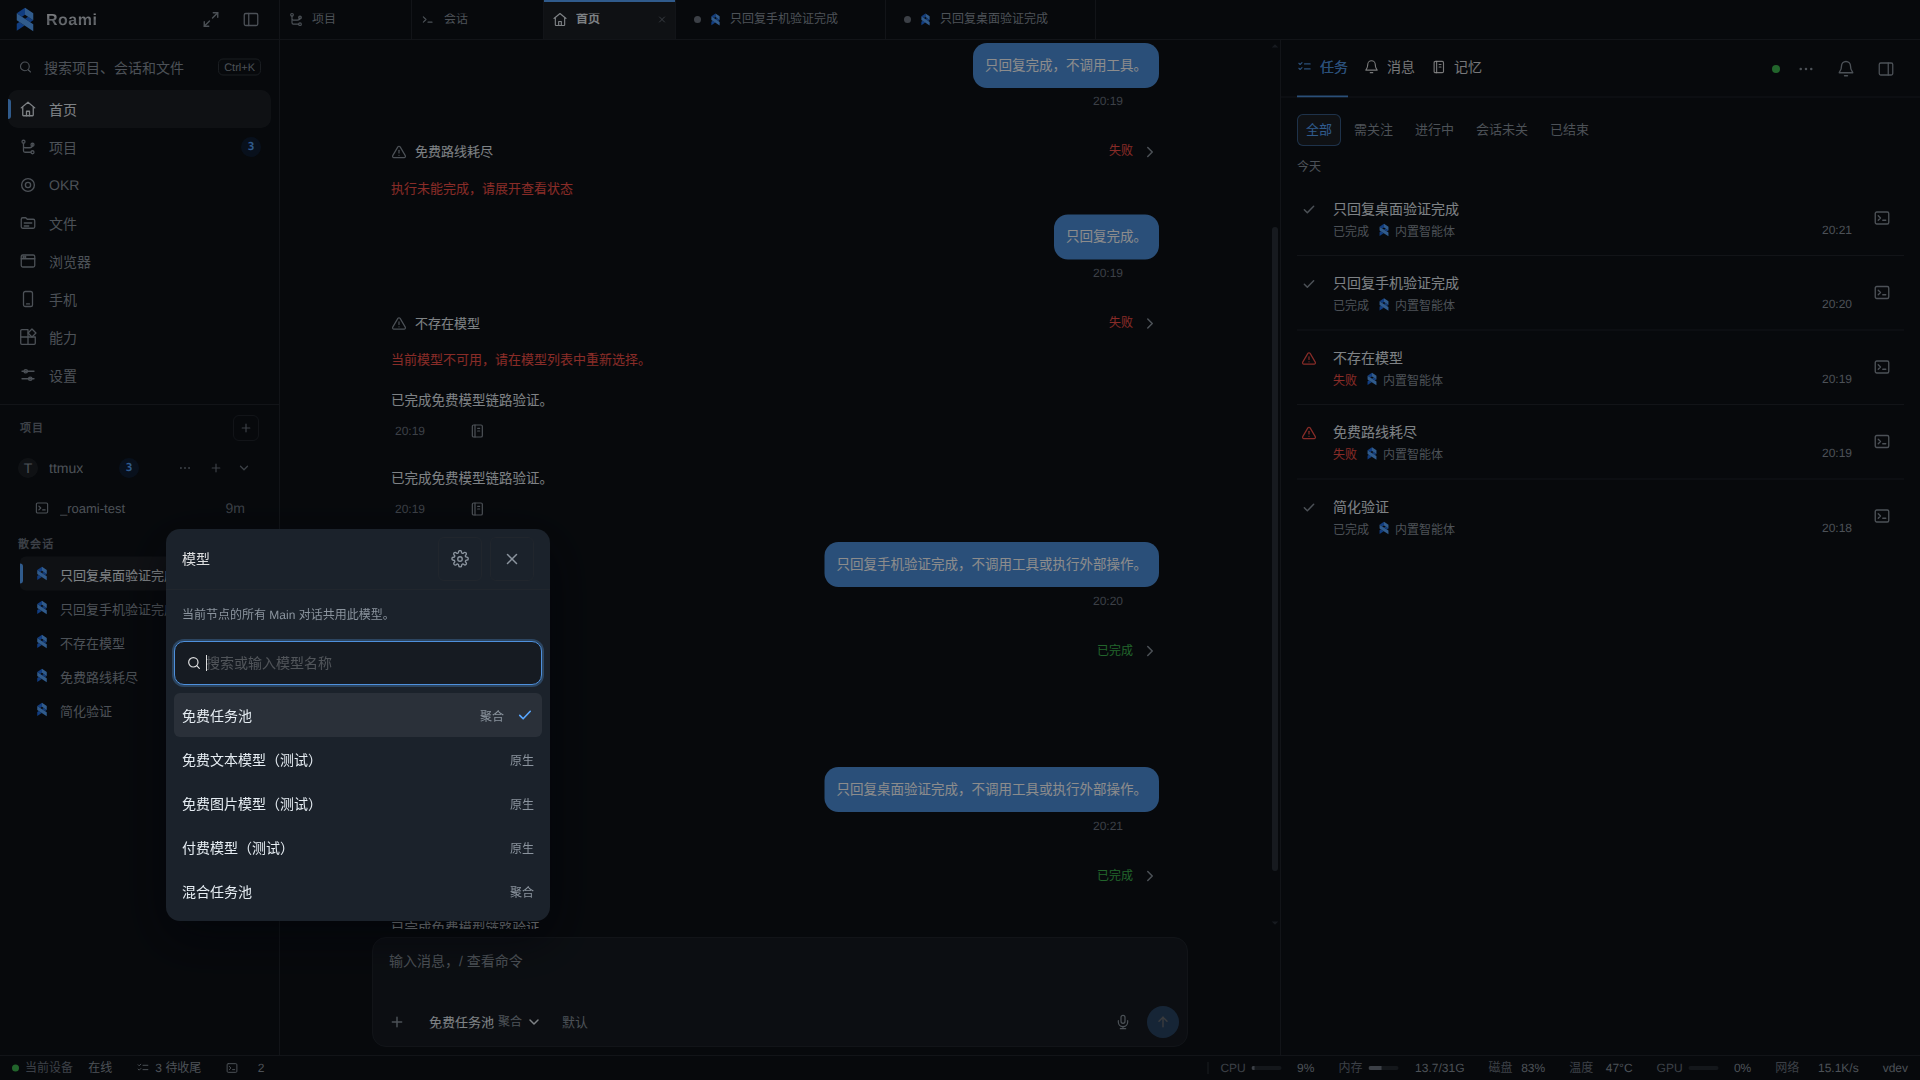 Roami
项目
会话
首页
只回复手机验证完成
只回复桌面验证完成
搜索项目、会话和文件
Ctrl+K
首页
项目
3
OKR
文件
浏览器
手机
能力
设置
项目
T
ttmux
3
_roami-test
9m
散会话
只回复桌面验证完
只回复手机验证完
不存在模型
免费路线耗尽
简化验证
只回复完成，不调用工具。
20:19
免费路线耗尽
失败
执行未能完成，请展开查看状态
只回复完成。
20:19
不存在模型
失败
当前模型不可用，请在模型列表中重新选择。
已完成免费模型链路验证。
20:19
已完成免费模型链路验证。
20:19
只回复手机验证完成，不调用工具或执行外部操作。
20:20
已完成
只回复桌面验证完成，不调用工具或执行外部操作。
20:21
已完成
已完成免费模型链路验证
模型
当前节点的所有 Main 对话共用此模型。
搜索或输入模型名称
免费任务池
聚合
免费文本模型（测试）
原生
免费图片模型（测试）
原生
付费模型（测试）
原生
混合任务池
聚合
输入消息，/ 查看命令
免费任务池 聚合
默认
任务
消息
记忆
全部
需关注
进行中
会话未关
已结束
今天
只回复桌面验证完成
已完成 内置智能体
20:21
只回复手机验证完成
已完成 内置智能体
20:20
不存在模型
失败 内置智能体
20:19
免费路线耗尽
失败 内置智能体
20:19
简化验证
已完成 内置智能体
20:18
当前设备 在线
3 待收尾
2
CPU 9%
内存 13.7/31G
磁盘 83%
温度 47°C
GPU 0%
网络 15.1K/s
vdev